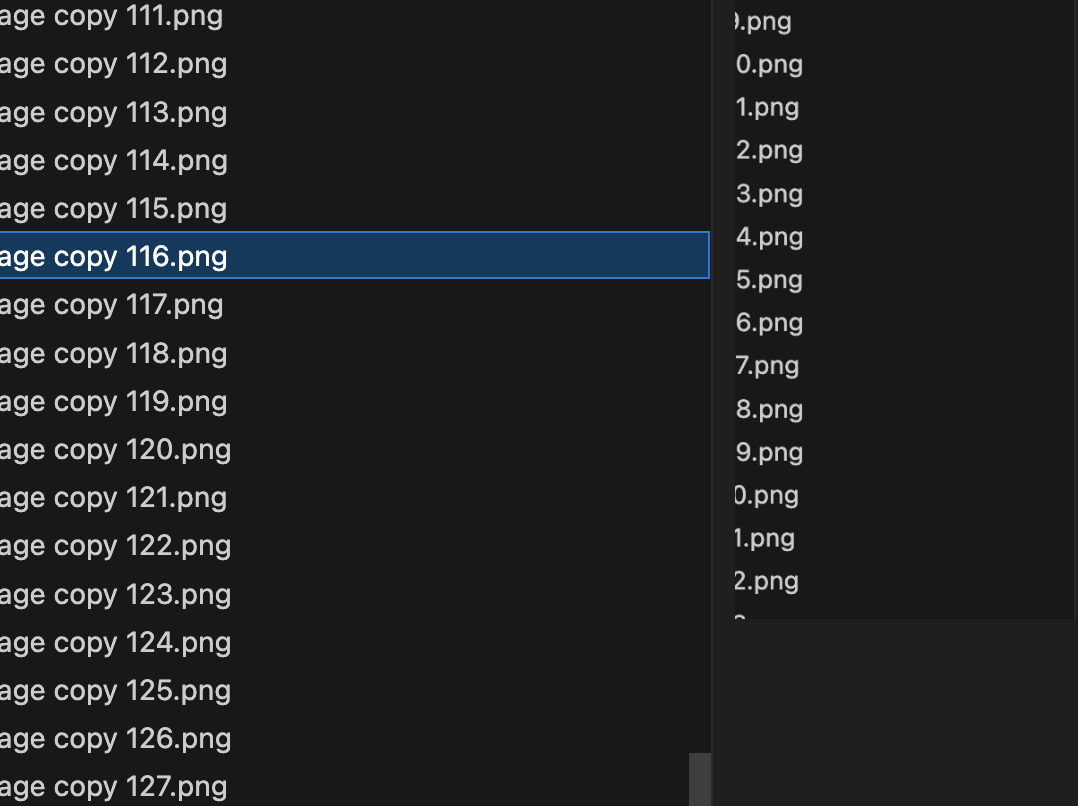 age copy 111.png
age copy 112.png
age copy 113.png
age copy 114.png
age copy 115.png
age copy 116.png
age copy 117.png
age copy 118.png
age copy 119.png
age copy 120.png
age copy 121.png
age copy 122.png
age copy 123.png
age copy 124.png
age copy 125.png
age copy 126.png
age copy 127.png
9.png
0.png
1.png
2.png
3.png
4.png
5.png
6.png
7.png
8.png
9.png
0.png
1.png
2.png